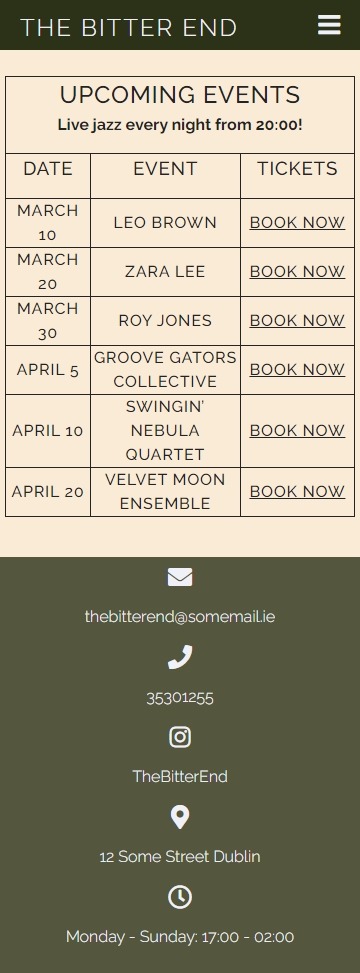 THE BITTER END
UPCOMING EVENTS
Live jazz every night from 20:00!
DATE EVENT TICKETS
MARCH
10
LEO BROWN
BOOK NOW
MARCH
20
ZARA LEE
BOOK NOW
MARCH
30
ROY JONES
BOOK NOW
APRIL 5
GROOVE GATORS
COLLECTIVE
BOOK NOW
APRIL 10
SWINGIN'
NEBULA
QUARTET
BOOK NOW
APRIL 20
VELVET MOON
ENSEMBLE
BOOK NOW
thebitterend@somemail.ie
35301255
TheBitterEnd
12 Some Street Dublin
Monday - Sunday: 17:00 - 02:00